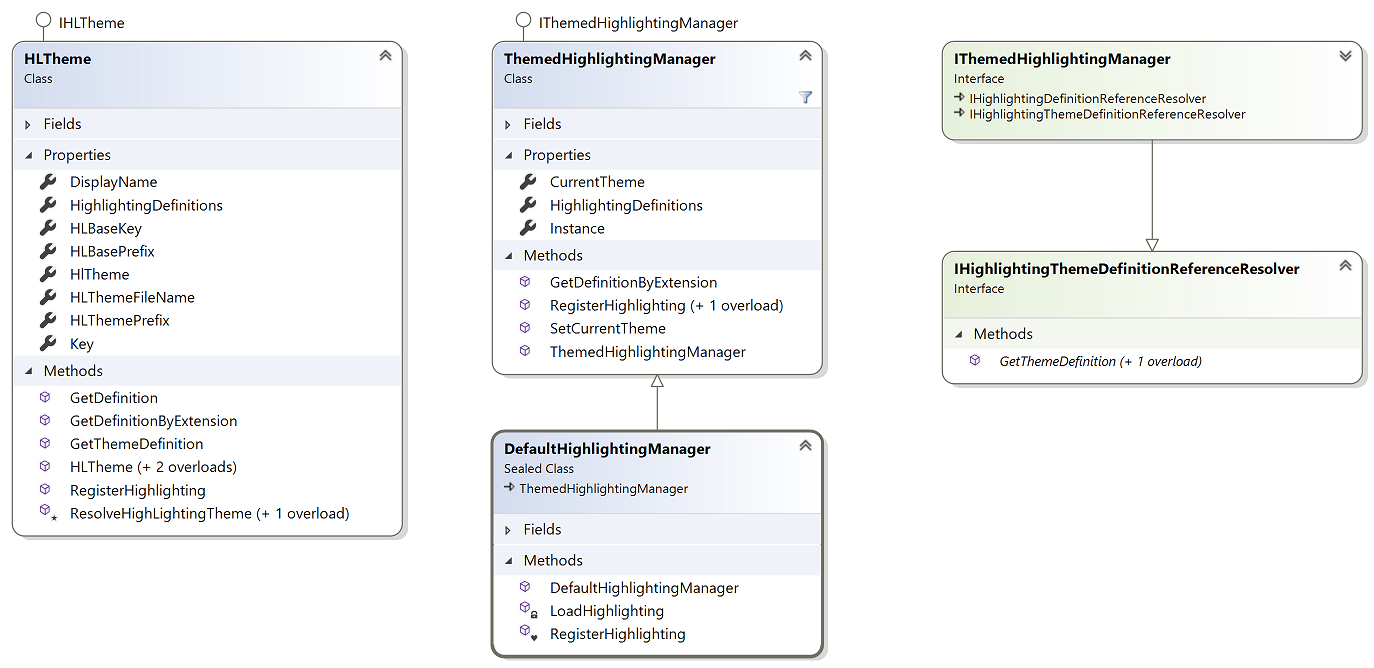 IHLTheme
HLTheme
Class
Fields
Properties
DisplayName
HighlightingDefinitions
HLBaseKey
HLBasePrefix
HlTheme
HLThemeFileName
HLThemePrefix
Key
Methods
GetDefinition
GetDefinitionByExtension
GetThemeDefinition
HLTheme (+ 2 overloads)
RegisterHighlighting
ResolveHighLightingTheme (+ 1 overload)
IThemedHighlightingManager
ThemedHighlightingManager
Class
Fields
Properties
CurrentTheme
HighlightingDefinitions
Instance
Methods
GetDefinitionByExtension
RegisterHighlighting (+ 1 overload)
SetCurrentTheme
ThemedHighlightingManager
DefaultHighlightingManager
Sealed Class
ThemedHighlightingManager
Fields
Methods
DefaultHighlightingManager
LoadHighlighting
RegisterHighlighting
IThemedHighlightingManager
Interface
IHighlightingDefinitionReferenceResolver
IHighlightingThemeDefinitionReferenceResolver
IHighlightingThemeDefinitionReferenceResolver
Interface
Methods
GetThemeDefinition (+ 1 overload)